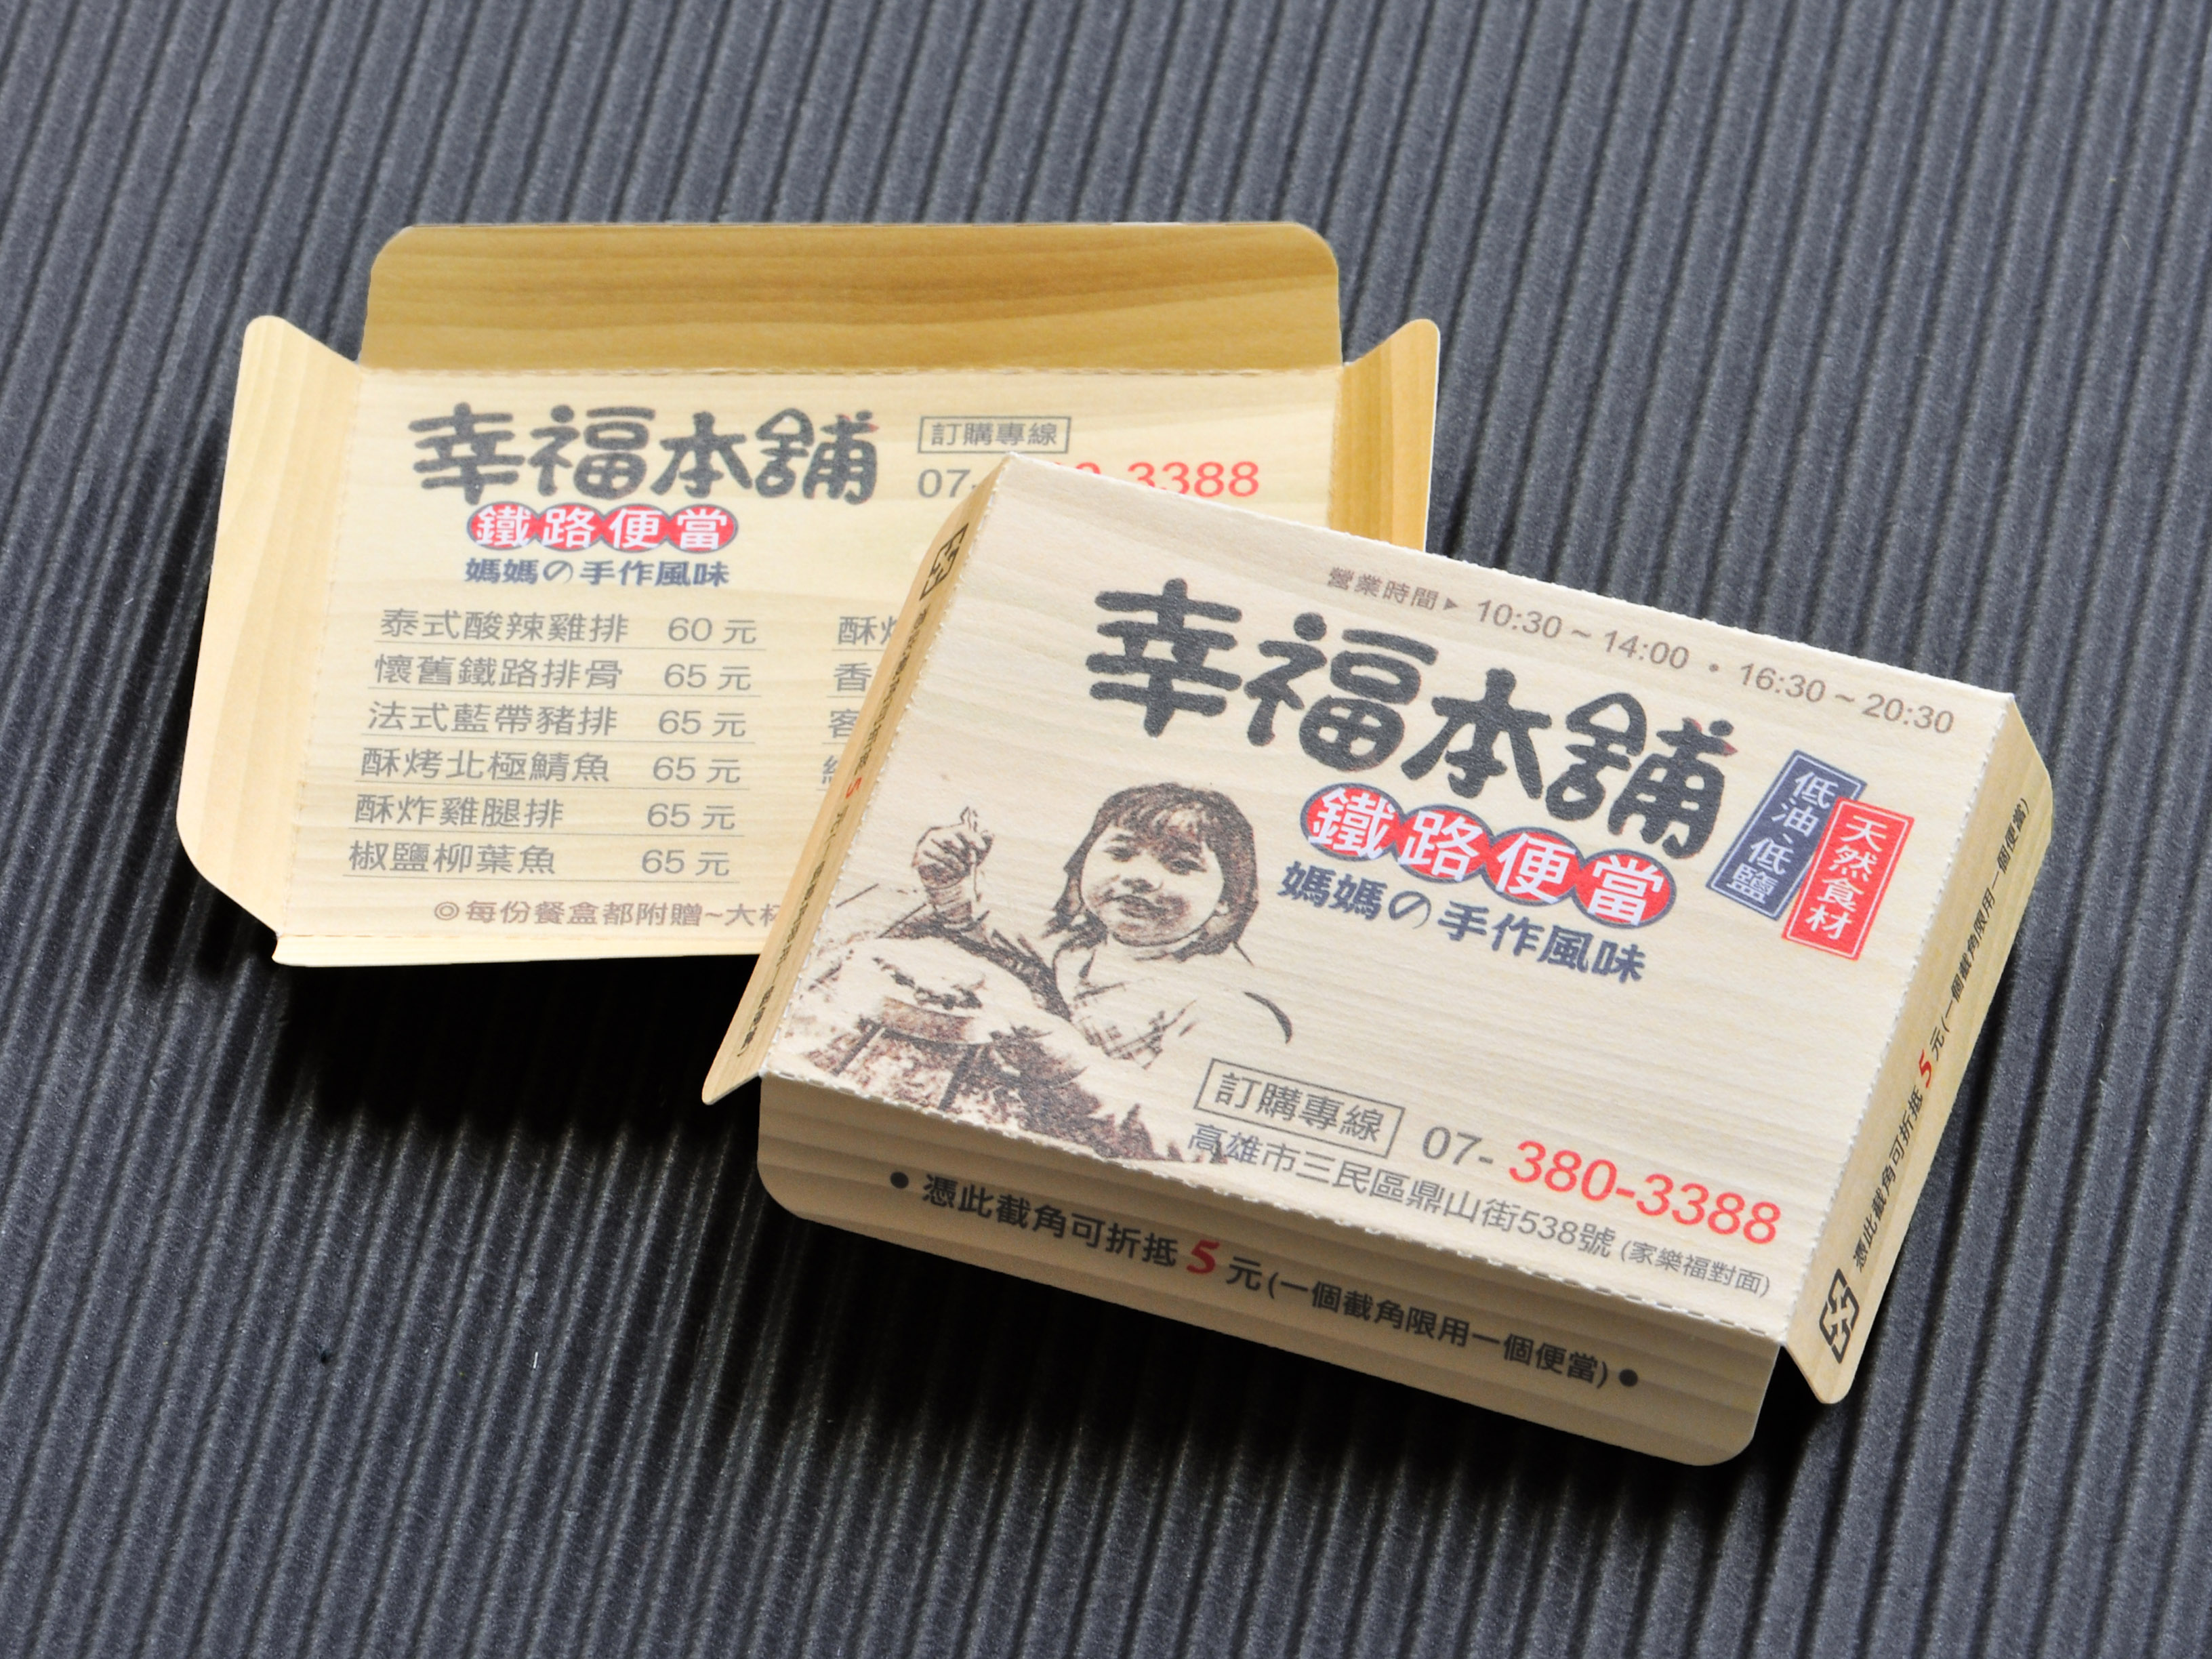 幸福本舖
訂購專線
07-
3388
鐵路便當
媽媽の手作風味
泰式酸辣雞排 60元
懷舊鐵路排骨 65元
法式藍帶豬排 65元
酥烤北極鯖魚 65元
酥炸雞腿排 65元
椒鹽柳葉魚 65元
酥
香
客
◎每份餐盒都附贈~大杯
營業時間▸ 10:30~14:00・16:30~20:30
幸福本舖
鐵路便當
媽媽の手作風味
低油、低鹽
天然食材
訂購專線 07-380-3388
高雄市三民區鼎山街538號(家樂福對面)
●憑此截角可折抵5元(一個截角限用一個便當)●
憑此截角可折抵5元(一個截角限用一個便當)